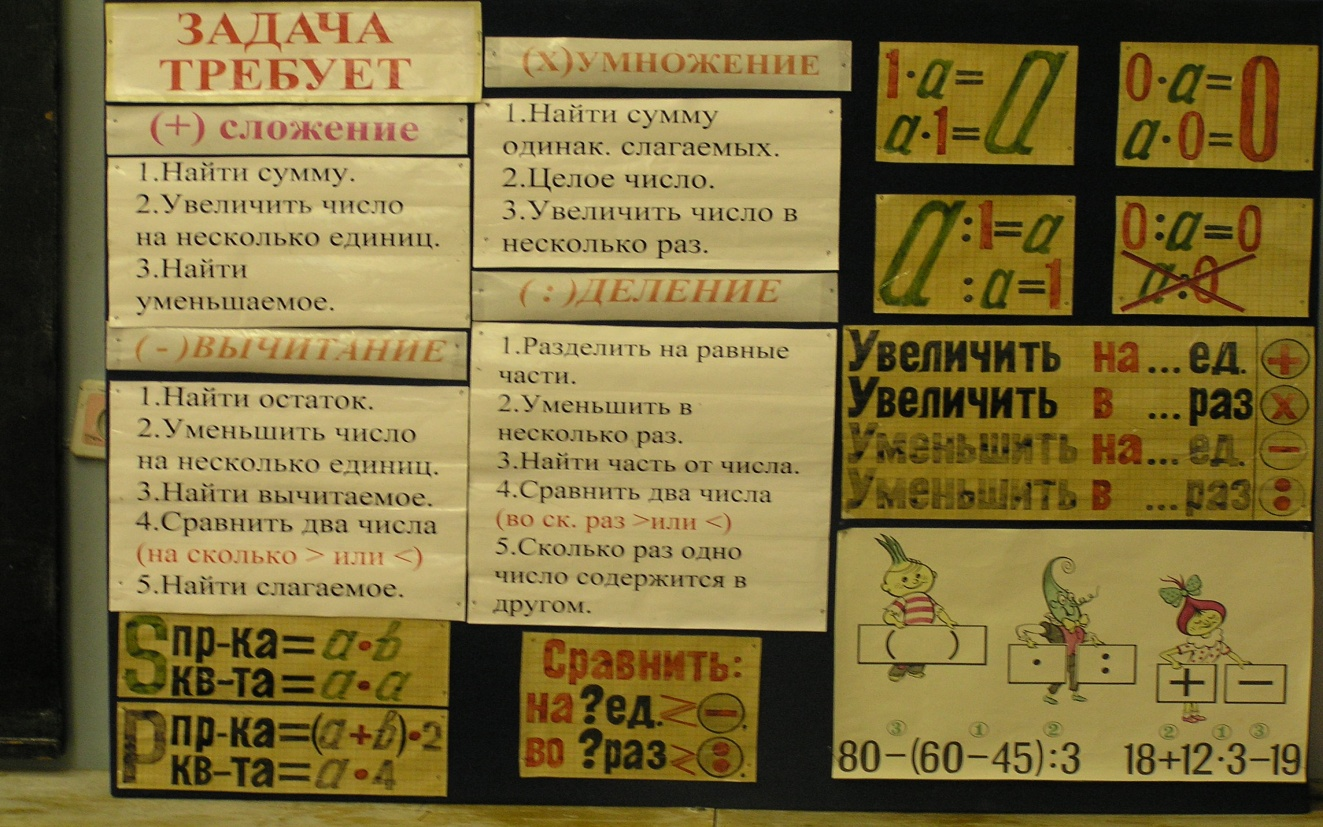 ЗАДАЧА
ТРЕБУЕТ
(+) сложение
1.Найти сумму.
2.Увеличить число
на несколько единиц.
3.Найти
уменьшаемое.
(-)ВЫЧИТАНИЕ
1.Найти остаток.
2.Уменьшить число
на несколько единиц.
3.Найти вычитаемое.
4.Сравнить два числа
(на сколько > или <)
5.Найти слагаемое.
S пр-ка=a·b
кв-та=a·a
P пр-ка=(a+b)·2
кв-та=a·4
(X)УМНОЖЕНИЕ
1.Найти сумму
одинак. слагаемых.
2.Целое число.
3.Увеличить число в
несколько раз.
(:)ДЕЛЕНИЕ
1.Разделить на равные
части.
2.Уменьшить в
несколько раз.
3.Найти часть от числа.
4.Сравнить два числа
(во ск. раз >или <)
5.Сколько раз одно
число содержится в
другом.
Сравнить:
на ?ед. > −
во ?раз > :
1·a=
a·1= a
0·a=
a·0= 0
a :1=a
:a=1
0:a=0
a:0
Увеличить на... ед. +
Увеличить в ... раз x
Уменьшить на... ед. −
Уменьшить в ... раз :
( )
· :
+ −
3 1 2
80−(60−45):3
2 1 3
18+12·3−19